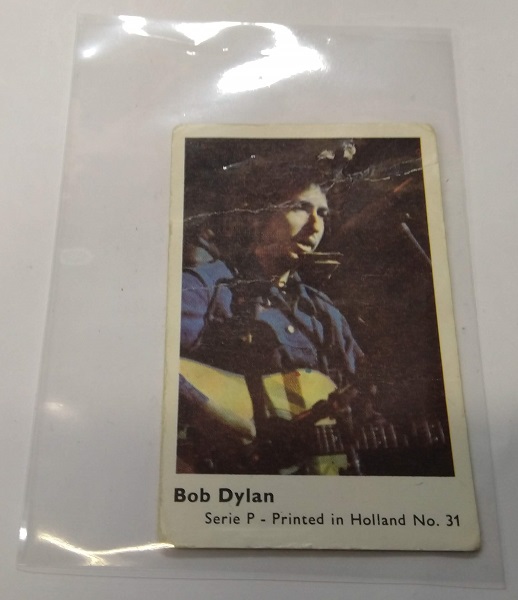 Bob Dylan
Serie P - Printed in Holland No. 31